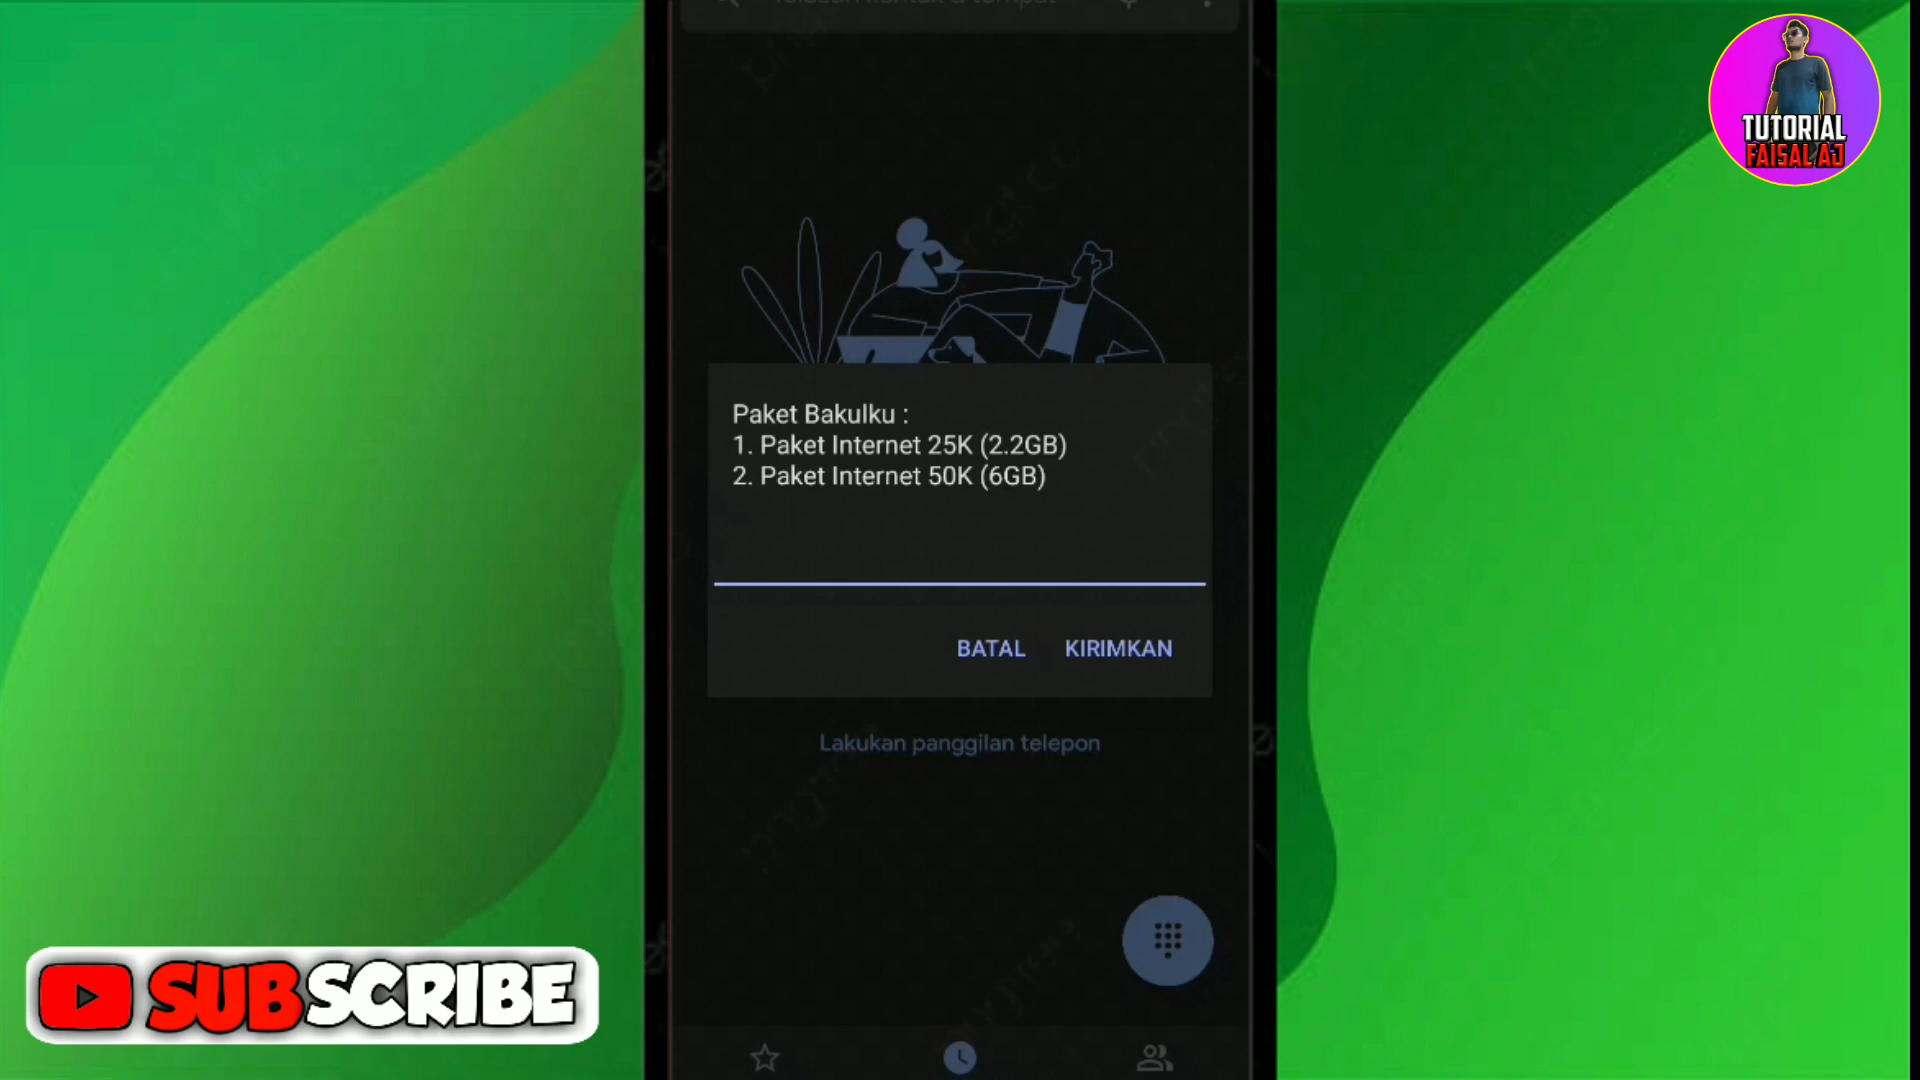 TUTORIAL
FAISAL AJ
Paket Bakulku :
1. Paket Internet 25K (2.2GB)
2. Paket Internet 50K (6GB)
BATAL KIRIMKAN
Lakukan panggilan telepon
SUBSCRIBE